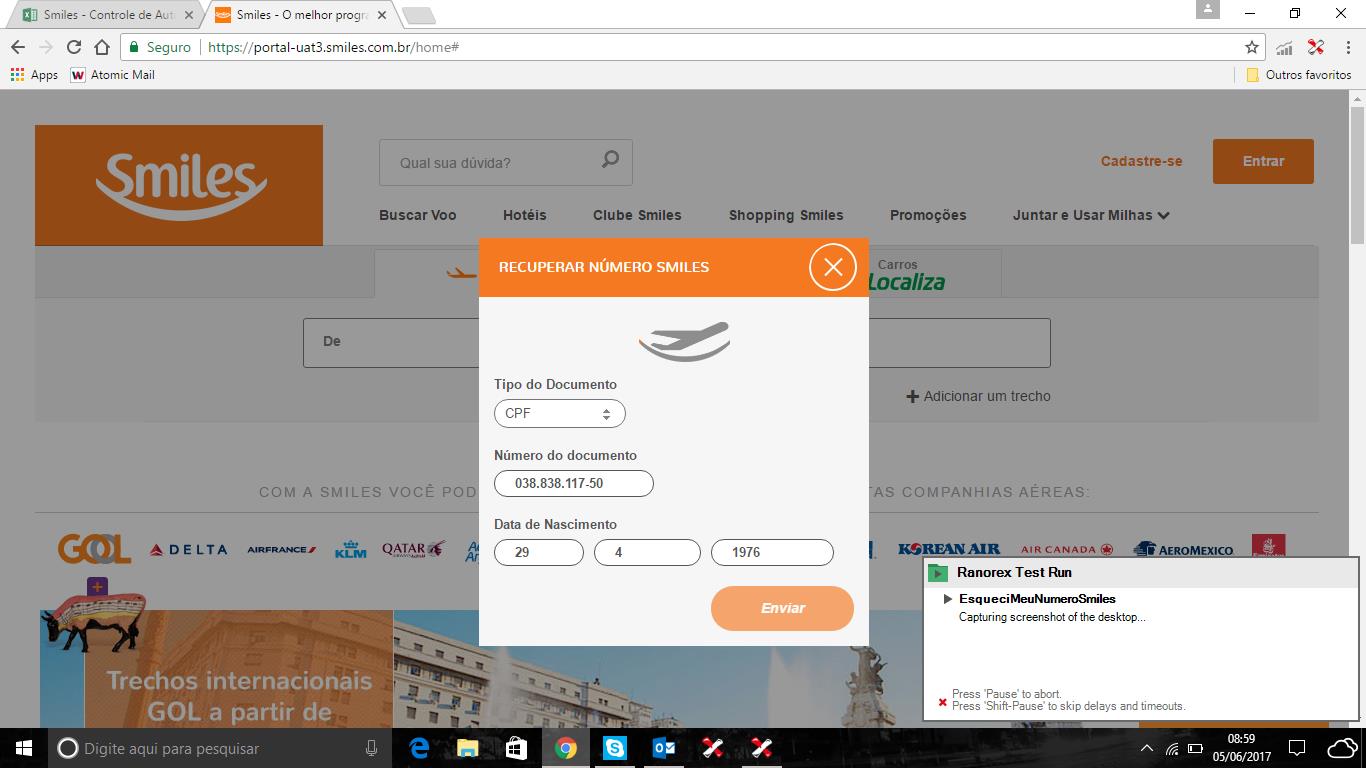 Smiles - Controle de Aut
Smiles - O melhor progra
Seguro
https://portal-uat3.smiles.com.br/home#
Apps
Atomic Mail
Outros favoritos
Smiles
Qual sua dúvida?
Cadastre-se
Entrar
Buscar Voo
Hotéis
Clube Smiles
Shopping Smiles
Promoções
Juntar e Usar Milhas
RECUPERAR NÚMERO SMILES
Carros
Localiza
De
Tipo do Documento
CPF
Adicionar um trecho
Número do documento
038.838.117-50
COM A SMILES VOCÊ POD
TAS COMPANHIAS AÉREAS:
Data de Nascimento
29
4
1976
GOL
DELTA
AIRFRANCE
KLM
QATAR
KOREAN AIR
AIR CANADA
AEROMEXICO
Enviar
Ranorex Test Run
EsqueciMeuNumeroSmiles
Capturing screenshot of the desktop...
Press 'Pause' to abort.
Press 'Shift-Pause' to skip delays and timeouts.
Trechos internacionais
GOL a partir de
Digite aqui para pesquisar
08:59
05/06/2017